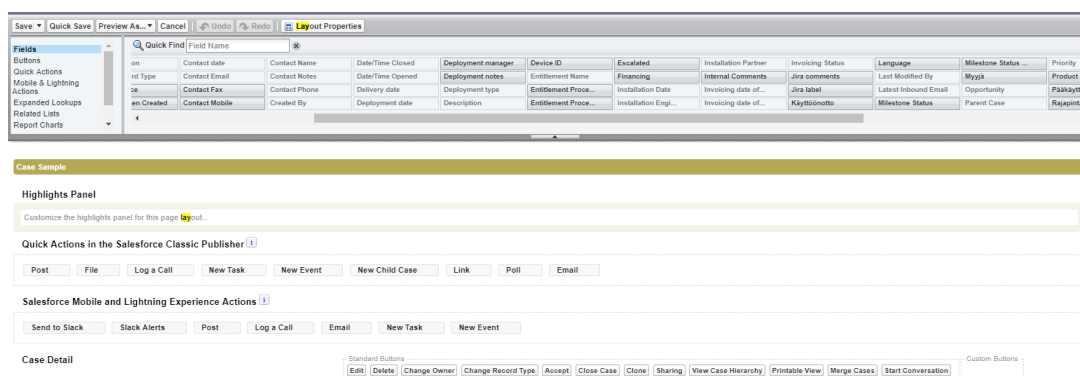 Save Quick Save Preview As... Cancel Undo Redo Layout Properties
Fields
Buttons
Quick Actions
Mobile & Lightning
Actions
Expanded Lookups
Related Lists
Report Charts
Quick Find Field Name
on Contact date Contact Name Date/Time Closed Deployment manager Device ID Escalated Installation Partner Invoicing Status Language Milestone Status ... Priority
rd Type Contact Email Contact Notes Date/Time Opened Deployment notes Entitlement Name Financing Internal Comments Jira comments Last Modified By Myyjä Product
ce Contact Fax Contact Phone Delivery date Deployment type Entitlement Proce... Installation Date Invoicing date of... Jira label Latest Inbound Email Opportunity Pääkäytt
en Created Contact Mobile Created By Deployment date Description Entitlement Proce... Installation Engi... Invoicing date of... Käyttöönotto Milestone Status Parent Case Rajapint
Case Sample
Highlights Panel
Customize the highlights panel for this page layout...
Quick Actions in the Salesforce Classic Publisher
Post File Log a Call New Task New Event New Child Case Link Poll Email
Salesforce Mobile and Lightning Experience Actions
Send to Slack Slack Alerts Post Log a Call Email New Task New Event
Case Detail
Standard Buttons
Edit Delete Change Owner Change Record Type Accept Close Case Clone Sharing View Case Hierarchy Printable View Merge Cases Start Conversation
Custom Buttons